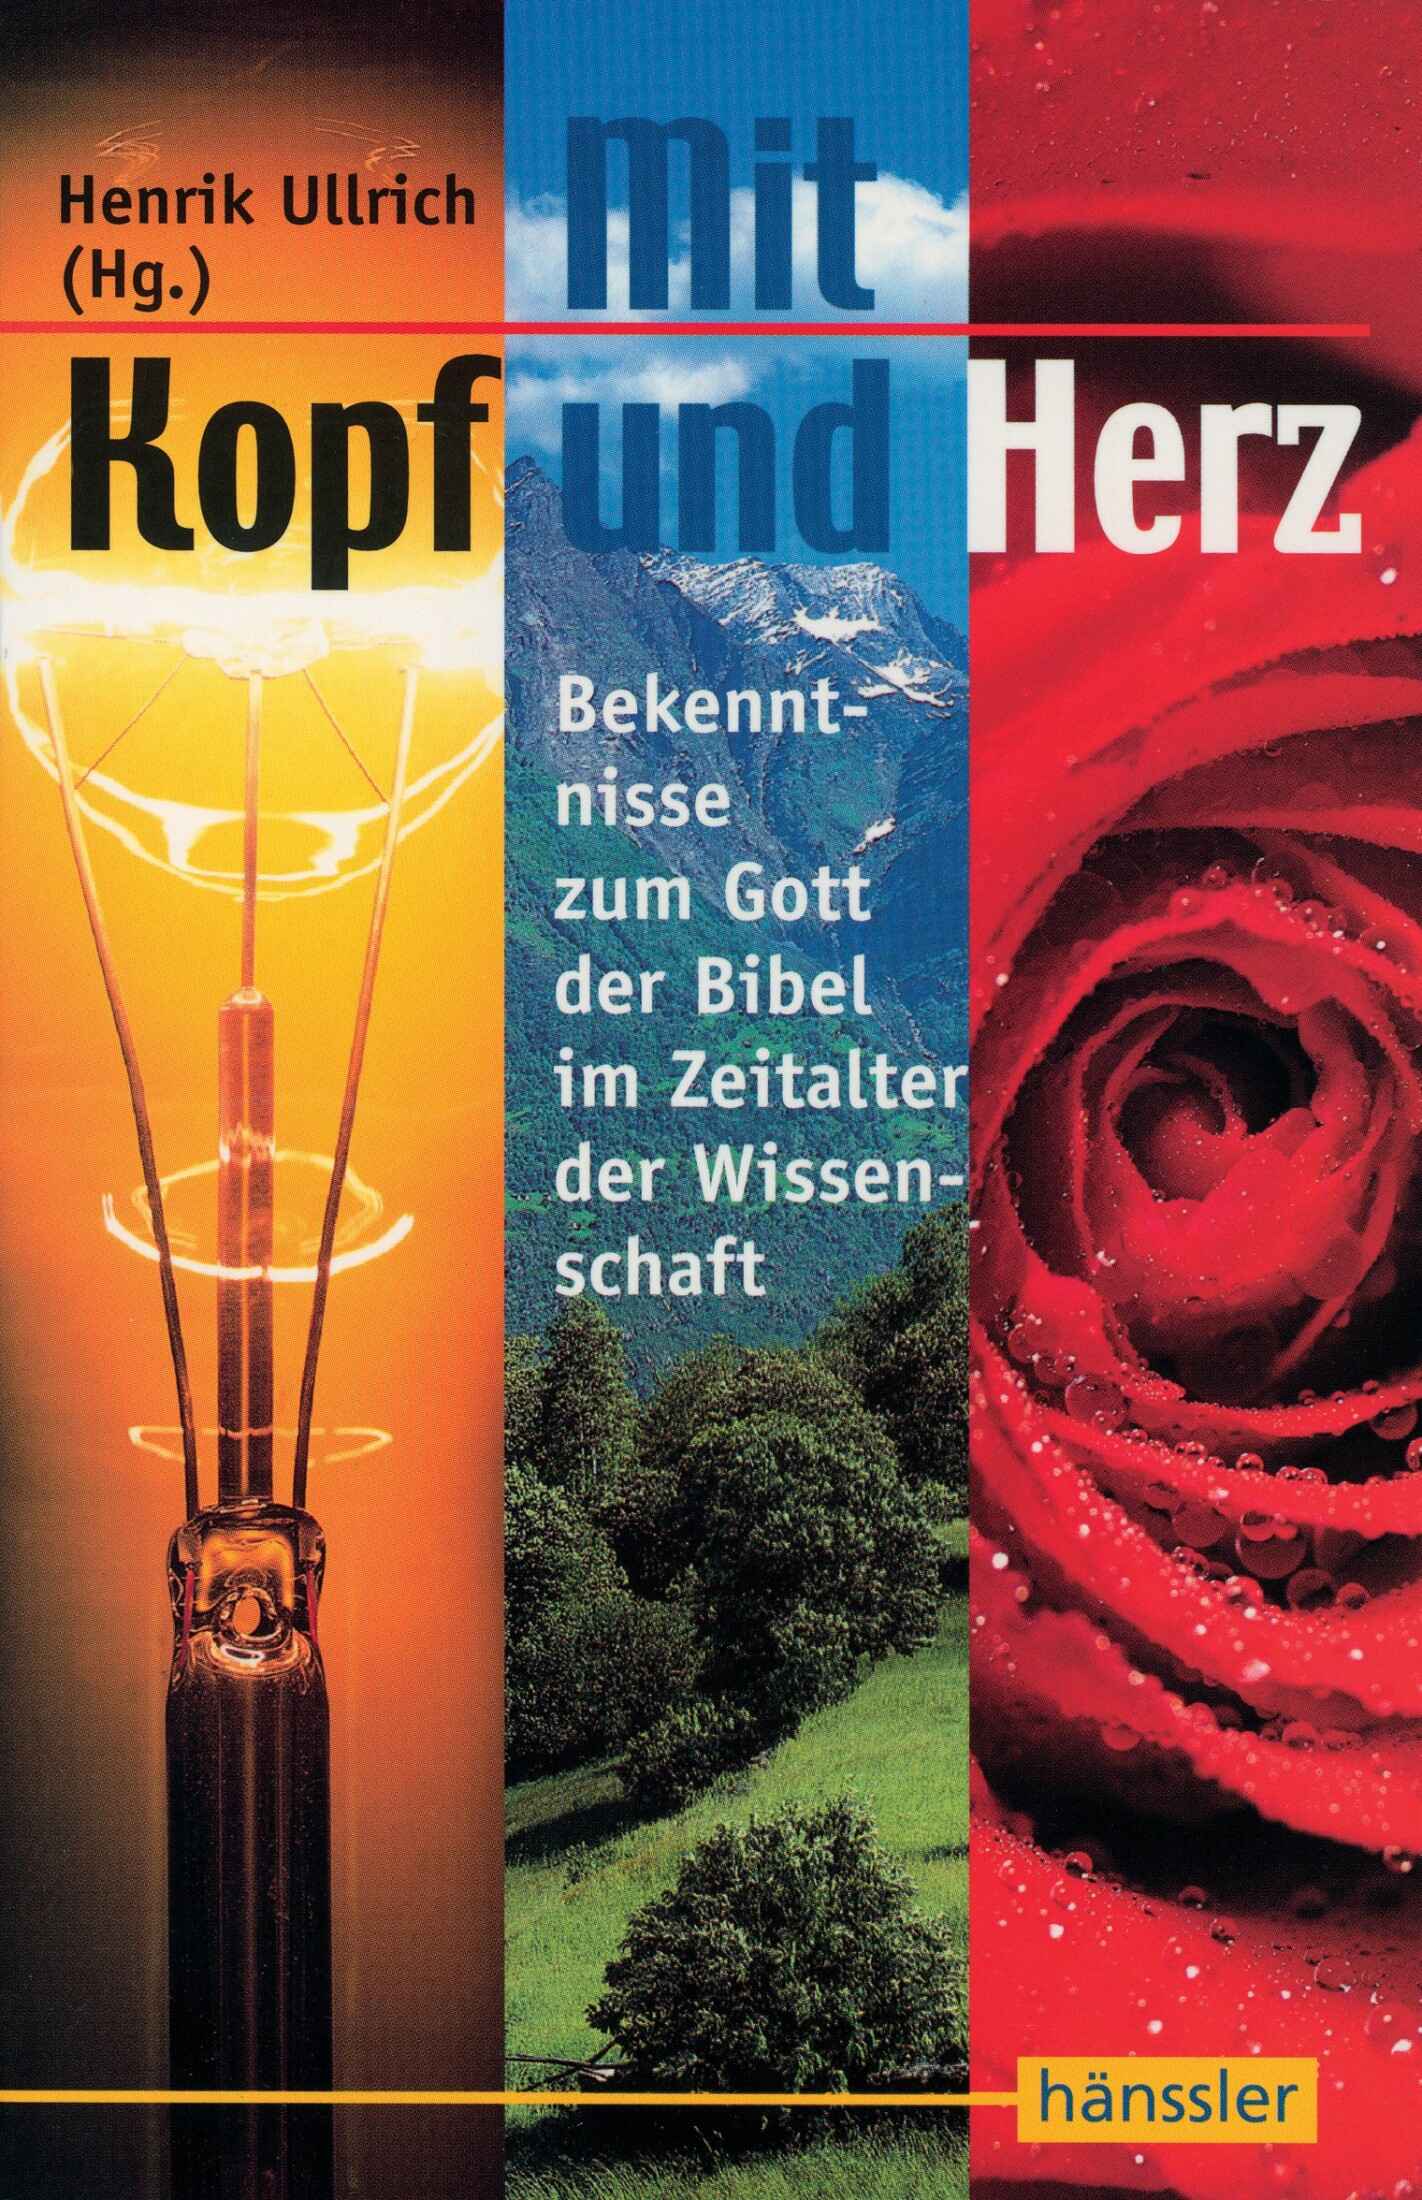 Henrik Ullrich
(Hg.)
Mit
Kopf und Herz
Bekennt-
nisse
zum Gott
der Bibel
im Zeitalter
der Wissen-
schaft
hänssler